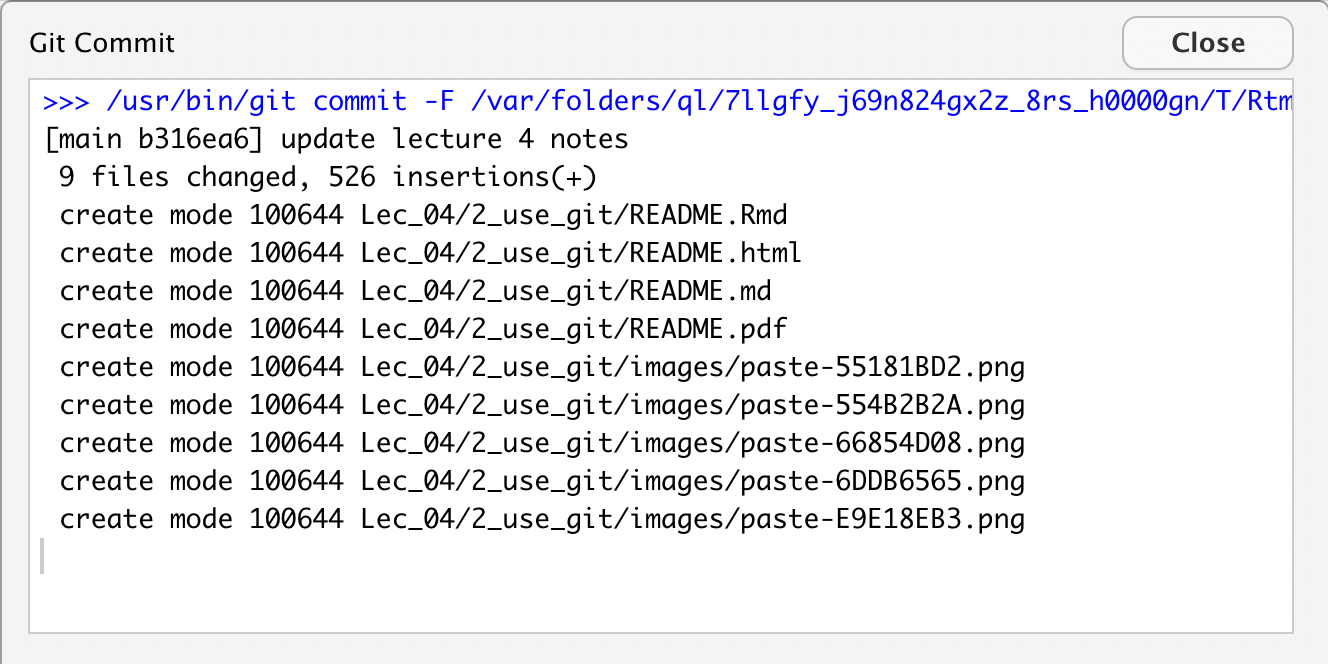 Git Commit
Close
>>> /usr/bin/git commit -F /var/folders/ql/7llgfy_j69n824gx2z_8rs_h0000gn/T/Rtm
[main b316ea6] update lecture 4 notes
9 files changed, 526 insertions(+)
create mode 100644 Lec_04/2_use_git/README.Rmd
create mode 100644 Lec_04/2_use_git/README.html
create mode 100644 Lec_04/2_use_git/README.md
create mode 100644 Lec_04/2_use_git/README.pdf
create mode 100644 Lec_04/2_use_git/images/paste-55181BD2.png
create mode 100644 Lec_04/2_use_git/images/paste-554B2B2A.png
create mode 100644 Lec_04/2_use_git/images/paste-66854D08.png
create mode 100644 Lec_04/2_use_git/images/paste-6DDB6565.png
create mode 100644 Lec_04/2_use_git/images/paste-E9E18EB3.png